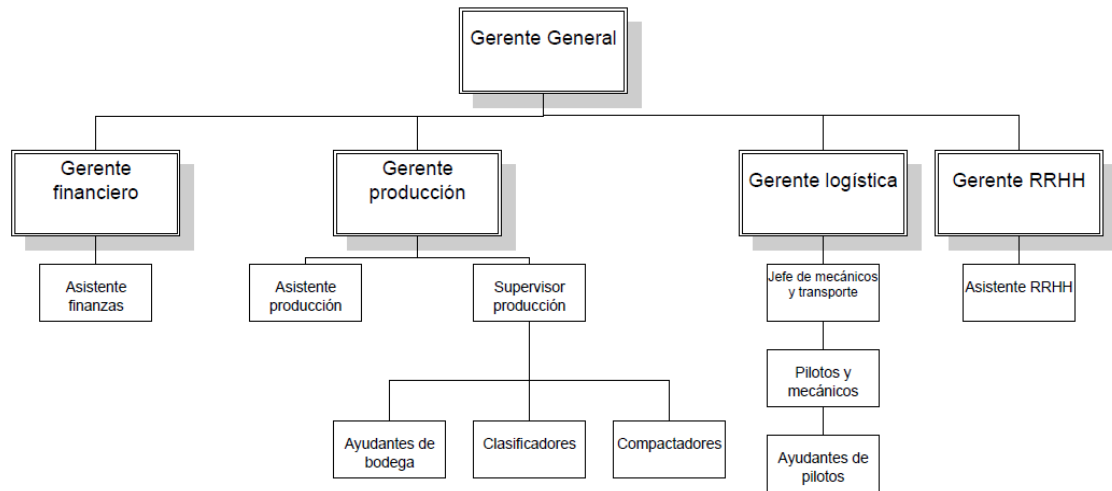 Gerente General
Gerente
financiero
Gerente
producción
Gerente logística
Gerente RRHH
Asistente
finanzas
Asistente
producción
Supervisor
producción
Jefe de mecánicos
y transporte
Asistente RRHH
Pilotos y
mecánicos
Ayudantes de
bodega
Clasificadores
Compactadores
Ayudantes de
pilotos